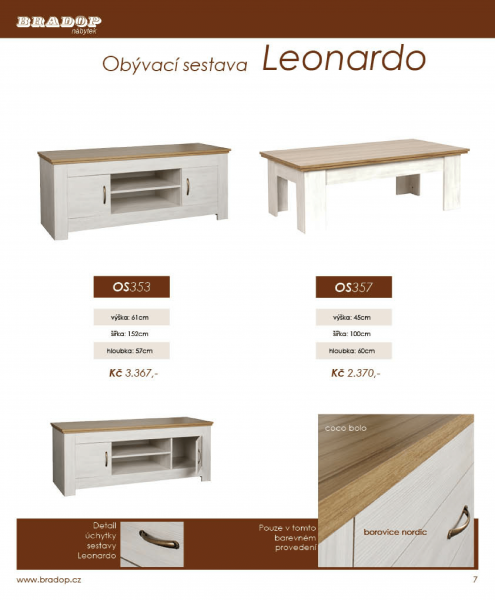 BRADOP
nábytek
Obývací sestava Leonardo
OS353
výška: 61cm
šířka: 152cm
hloubka: 57cm
Kč 3.367,-
OS357
výška: 45cm
šířka: 100cm
hloubka: 60cm
Kč 2.370,-
coco bolo
borovice nordic
Detail
úchytky
sestavy
Leonardo
Pouze v tomto
barevném
provedení
www.bradop.cz
7